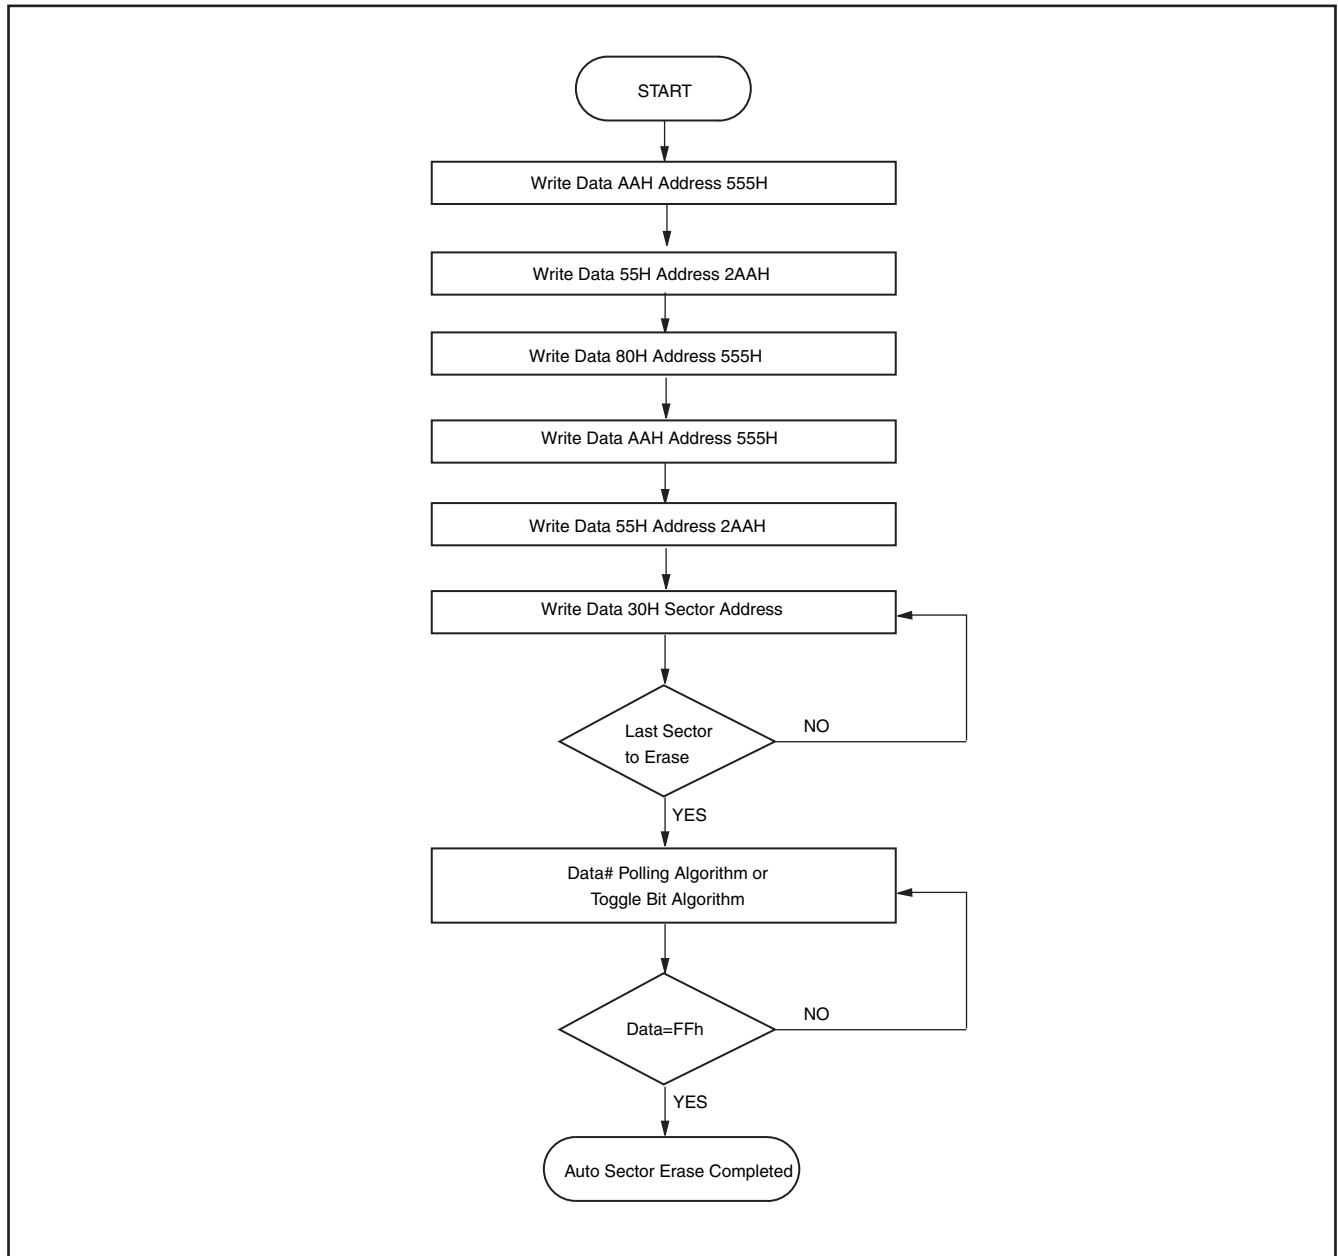 START
Write Data AAH Address 555H
Write Data 55H Address 2AAH
Write Data 80H Address 555H
Write Data AAH Address 555H
Write Data 55H Address 2AAH
Write Data 30H Sector Address
Last Sector
to Erase
NO
YES
Data# Polling Algorithm or
Toggle Bit Algorithm
Data=FFh
NO
YES
Auto Sector Erase Completed